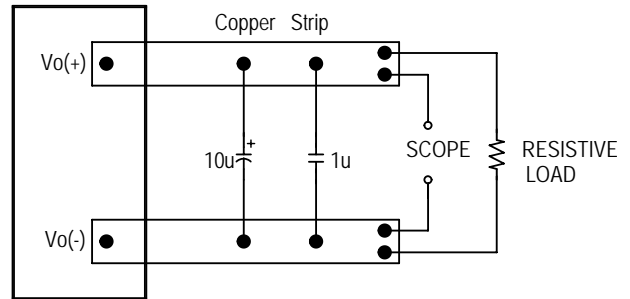 Copper Strip
Vo(+)
+
10u
1u
SCOPE
RESISTIVE
LOAD
Vo(-)